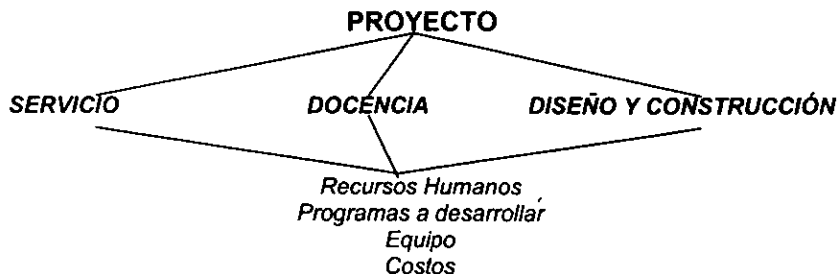 PROYECTO
SERVICIO DOCENCIA DISEÑO Y CONSTRUCCIÓN
Recursos Humanos
Programas a desarrollar
Equipo
Costos